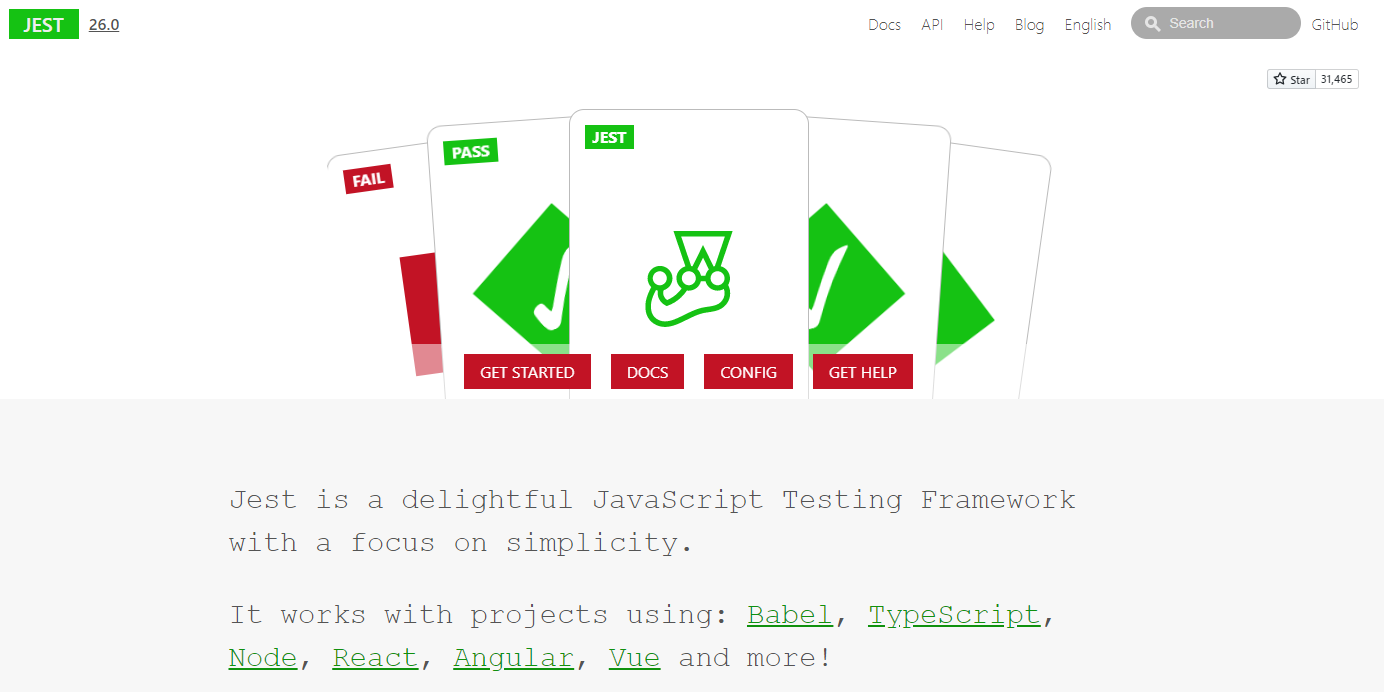 JEST 26.0 Docs API Help Blog English Search GitHub
Star 31,465
FAIL PASS JEST
GET STARTED DOCS CONFIG GET HELP
Jest is a delightful JavaScript Testing Framework
with a focus on simplicity.
It works with projects using: Babel, TypeScript,
Node, React, Angular, Vue and more!